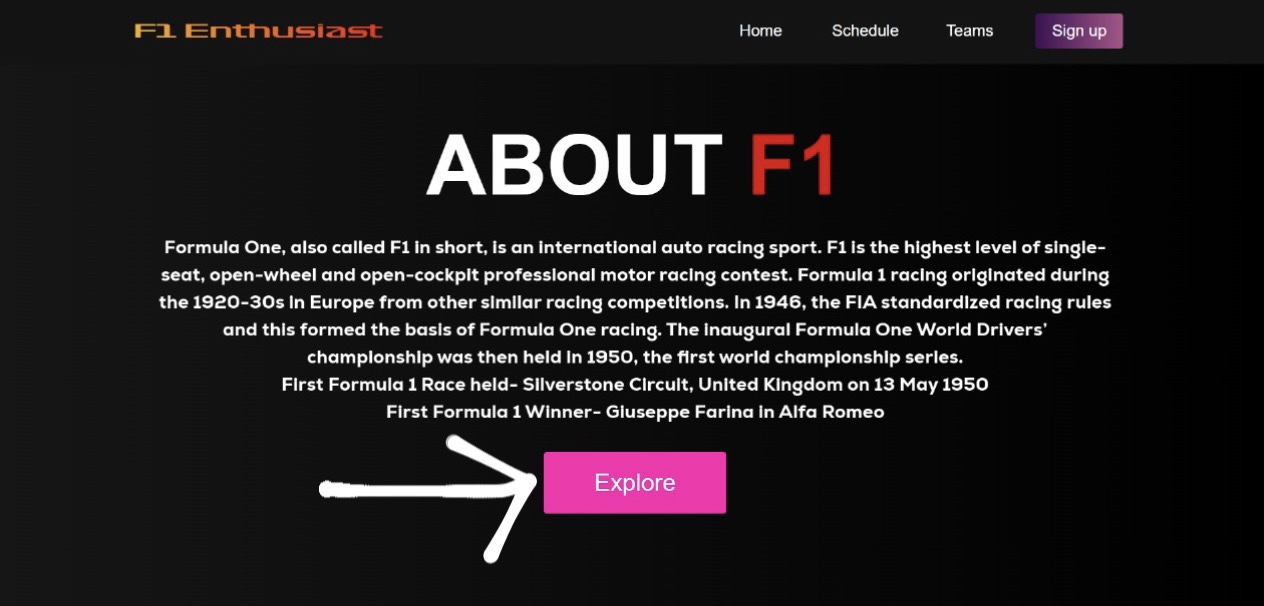 F1 Enthusiast
Home
Schedule
Teams
Sign up
ABOUT F1
Formula One, also called F1 in short, is an international auto racing sport. F1 is the highest level of single-
seat, open-wheel and open-cockpit professional motor racing contest. Formula 1 racing originated during
the 1920-30s in Europe from other similar racing competitions. In 1946, the FIA standardized racing rules
and this formed the basis of Formula One racing. The inaugural Formula One World Drivers’
championship was then held in 1950, the first world championship series.
First Formula 1 Race held- Silverstone Circuit, United Kingdom on 13 May 1950
First Formula 1 Winner- Giuseppe Farina in Alfa Romeo
Explore